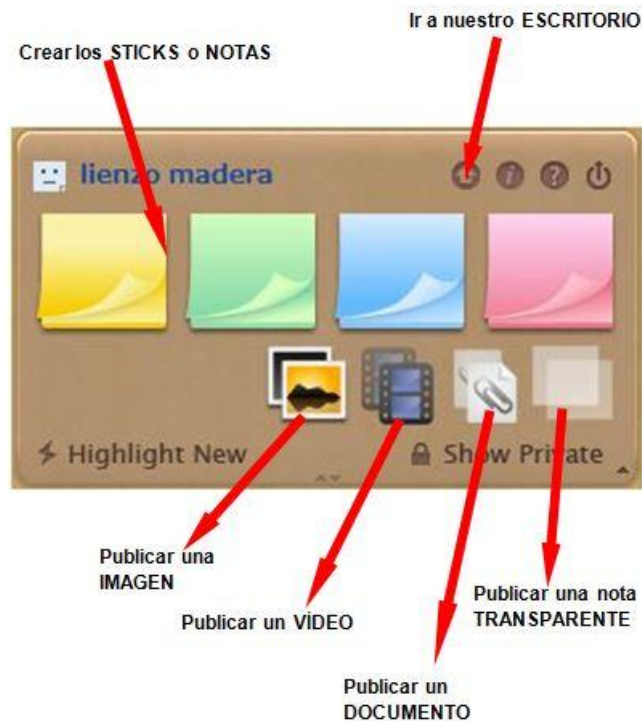 Ir a nuestro ESCRITORIO
Crear los STICKS o NOTAS
lienzo madera
Highlight New
Show Private
Publicar una
IMAGEN
Publicar un VÍDEO
Publicar una nota
TRANSPARENTE
Publicar un
DOCUMENTO